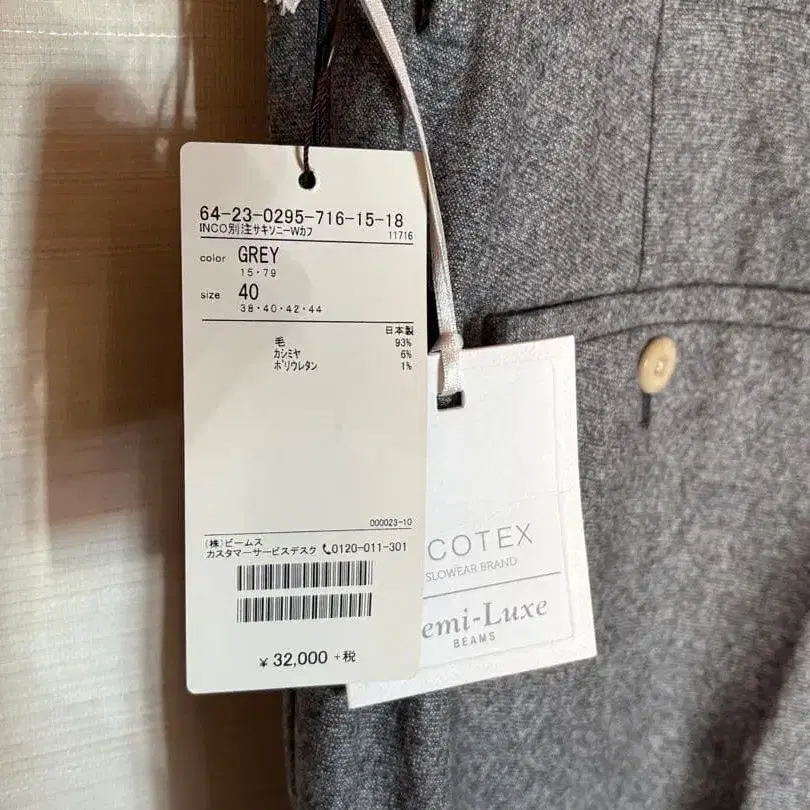 64-23-0295-716-15-18
INCO別注サキソニーWカフ
11716
color GREY
15・79
size 40
38・40・42・44
日本製
毛 93%
カシミヤ 6%
ポリウレタン 1%
000023-10
(株)ビームス
カスタマーサービスデスク 0120-011-301
¥ 32,000 +税
COTEX
SLOWEAR BRAND
emi-Luxe
BEAMS